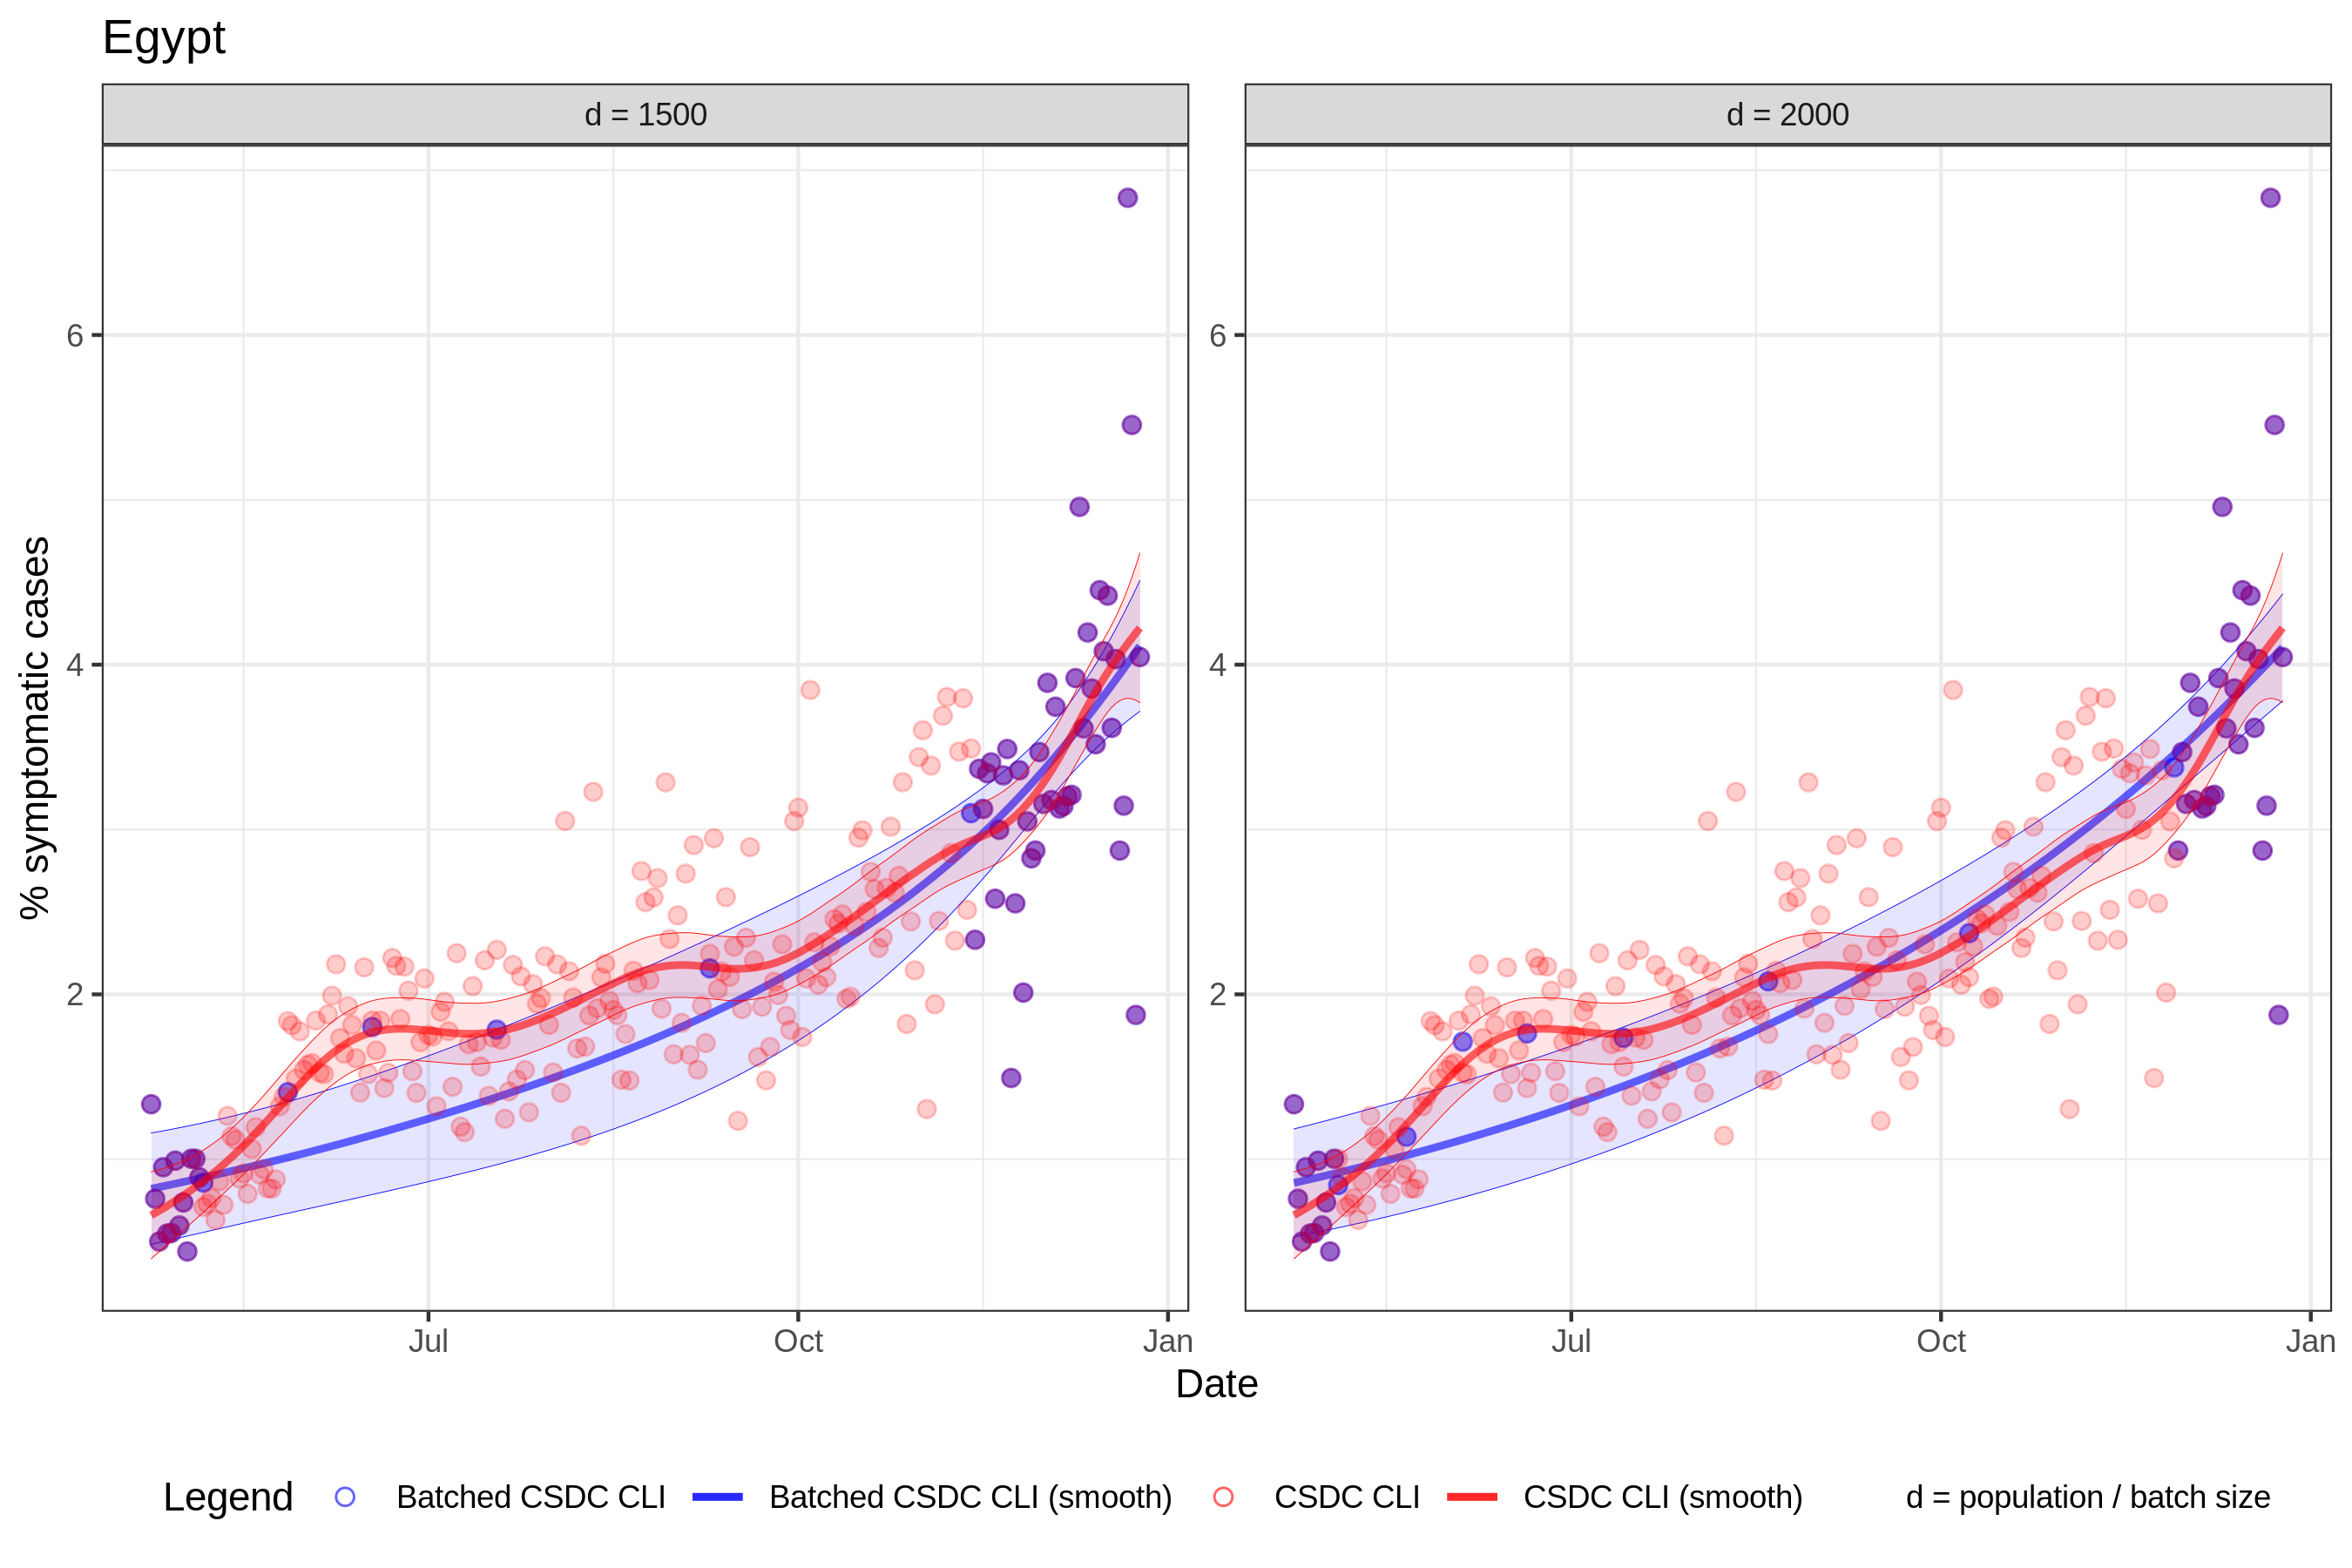 Egypt
d = 1500
d = 2000
% symptomatic cases
6
4
2
6
4
2
Jul
Oct
Jan
Jul
Oct
Jan
Date
Legend
Batched CSDC CLI
Batched CSDC CLI (smooth)
CSDC CLI
CSDC CLI (smooth)
d = population / batch size